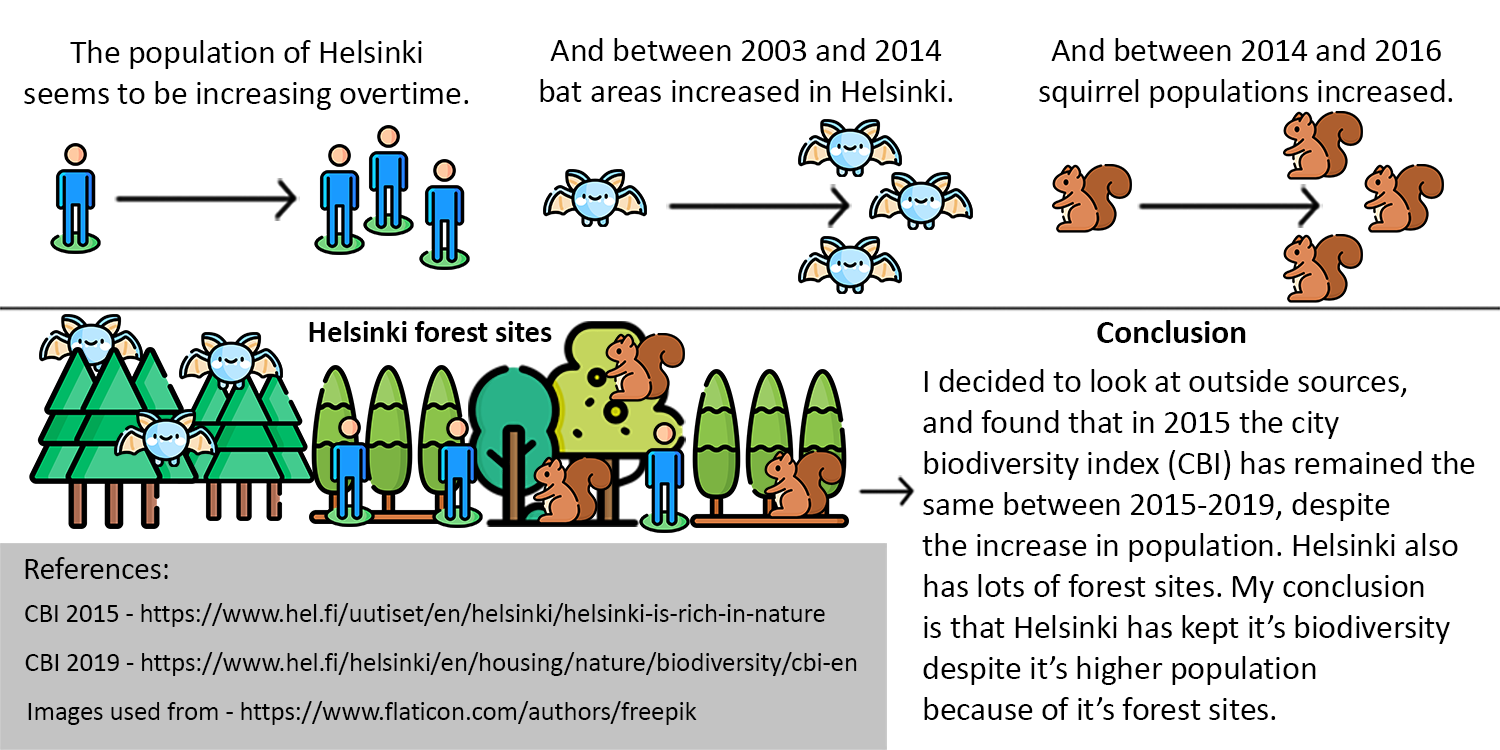 The population of Helsinki
seems to be increasing overtime.
And between 2003 and 2014
bat areas increased in Helsinki.
And between 2014 and 2016
squirrel populations increased.
Helsinki forest sites
Conclusion
I decided to look at outside sources,
and found that in 2015 the city
biodiversity index (CBI) has remained the
same between 2015-2019, despite
the increase in population. Helsinki also
has lots of forest sites. My conclusion
is that Helsinki has kept it’s biodiversity
despite it’s higher population
because of it’s forest sites.
References:
CBI 2015 - https://www.hel.fi/uutiset/en/helsinki/helsinki-is-rich-in-nature
CBI 2019 - https://www.hel.fi/helsinki/en/housing/nature/biodiversity/cbi-en
Images used from - https://www.flaticon.com/authors/freepik